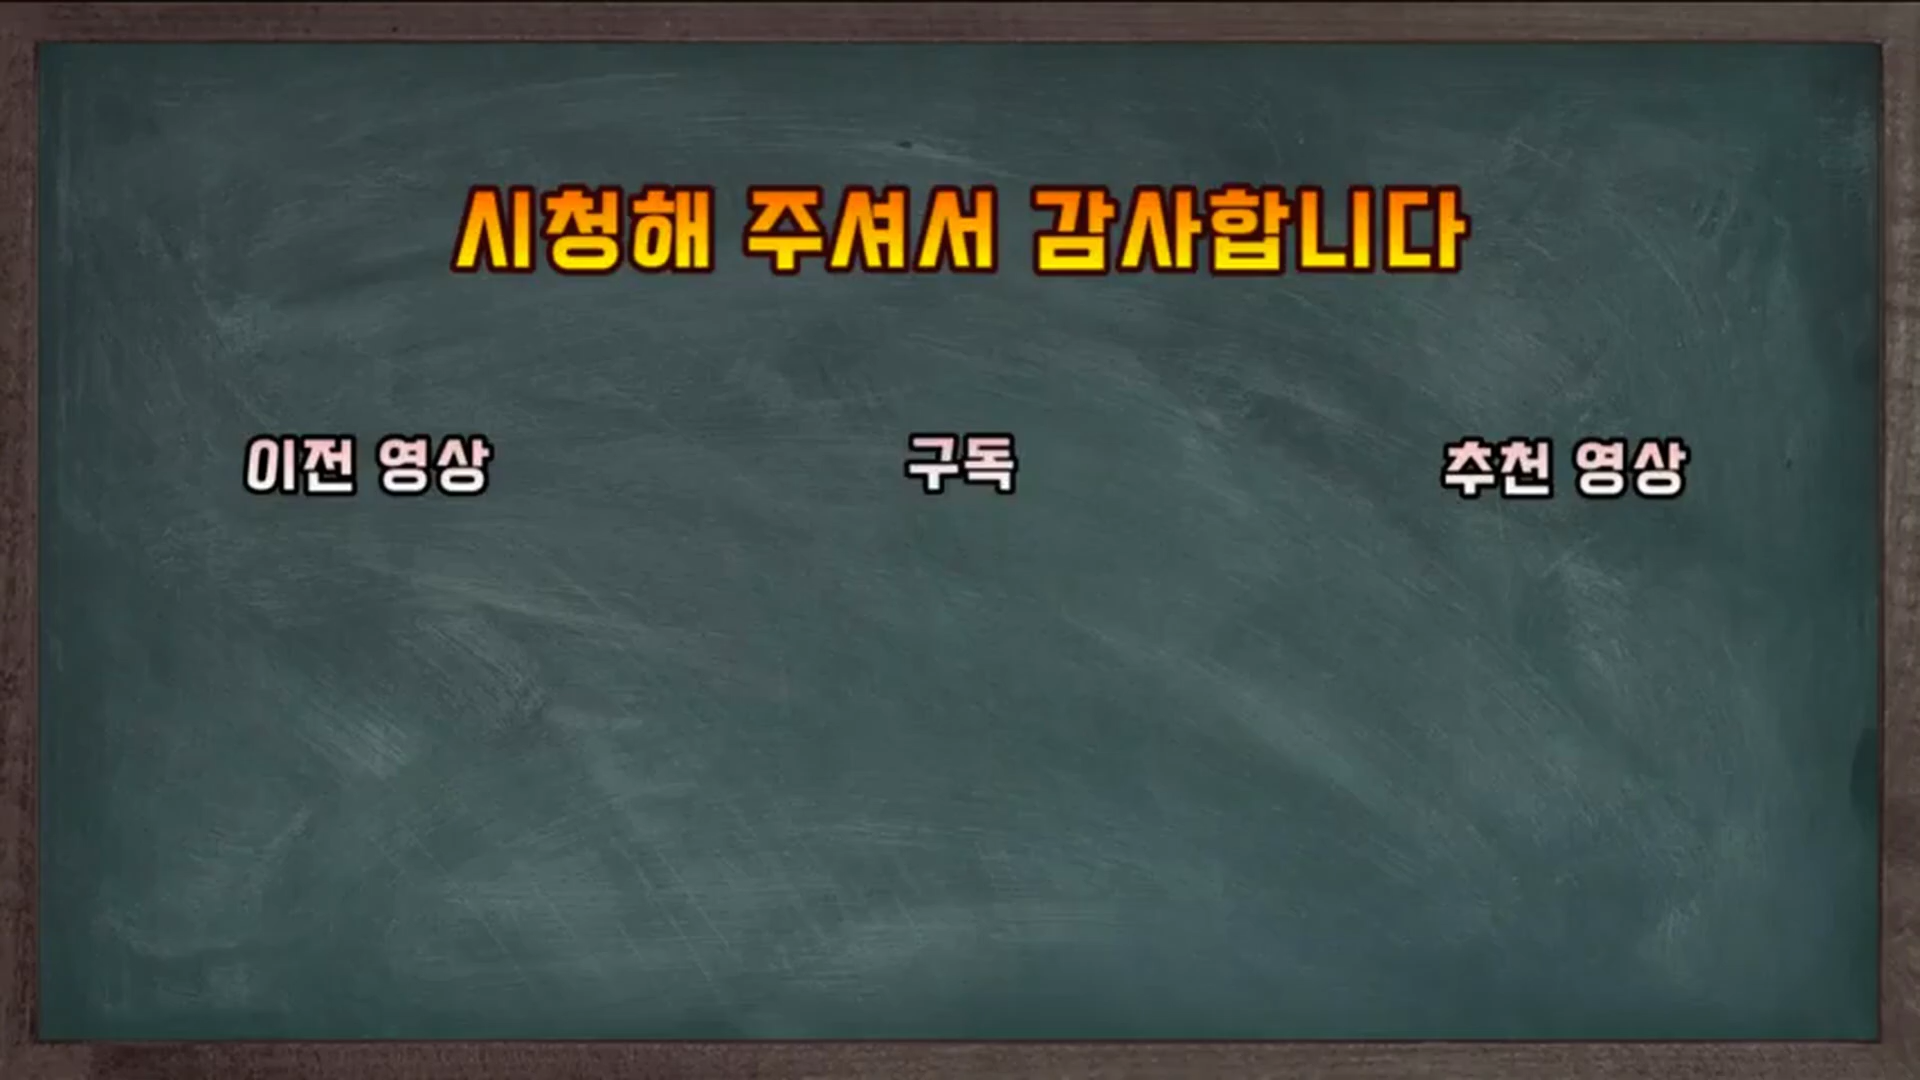 시청해 주셔서 감사합니다
이전 영상
구독
추천 영상